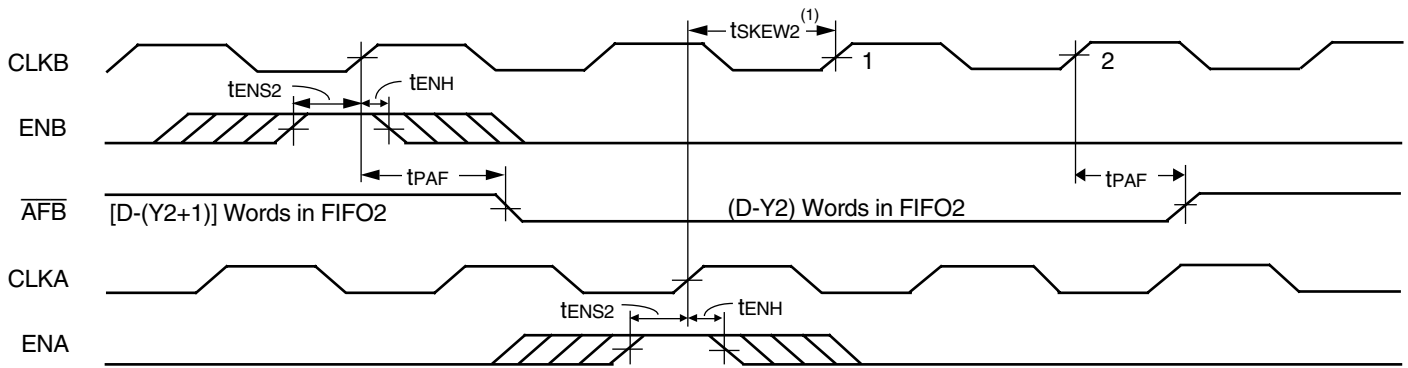 tSKEW2(1)
CLKB
1
2
tENS2
tENH
ENB
tPAF
tPAF
AFB
[D-(Y2+1)] Words in FIFO2
(D-Y2) Words in FIFO2
CLKA
tENS2
tENH
ENA